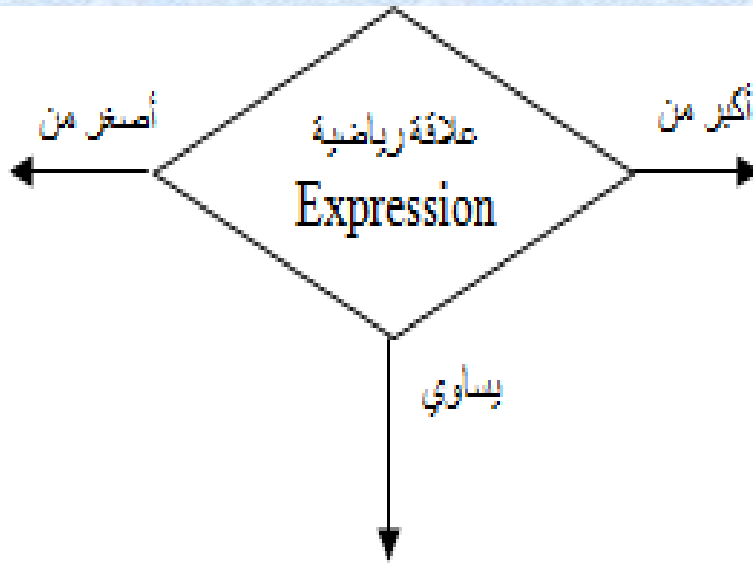 أكبر من
أصغر من
علاقة رياضية
Expression
يساوي